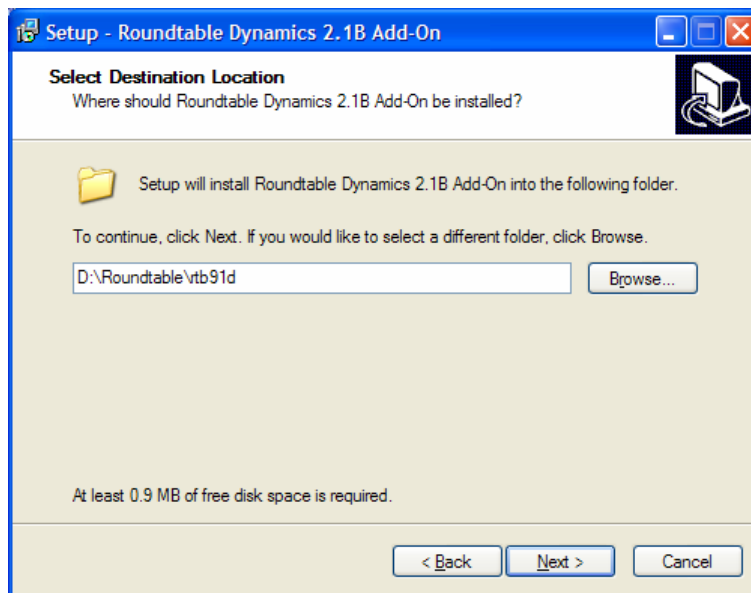 Setup - Roundtable Dynamics 2.1B Add-On
Select Destination Location
Where should Roundtable Dynamics 2.1B Add-On be installed?
Setup will install Roundtable Dynamics 2.1B Add-On into the following folder.
To continue, click Next. If you would like to select a different folder, click Browse.
D:\Roundtable\rtb91d
Browse...
At least 0.9 MB of free disk space is required.
< Back
Next >
Cancel